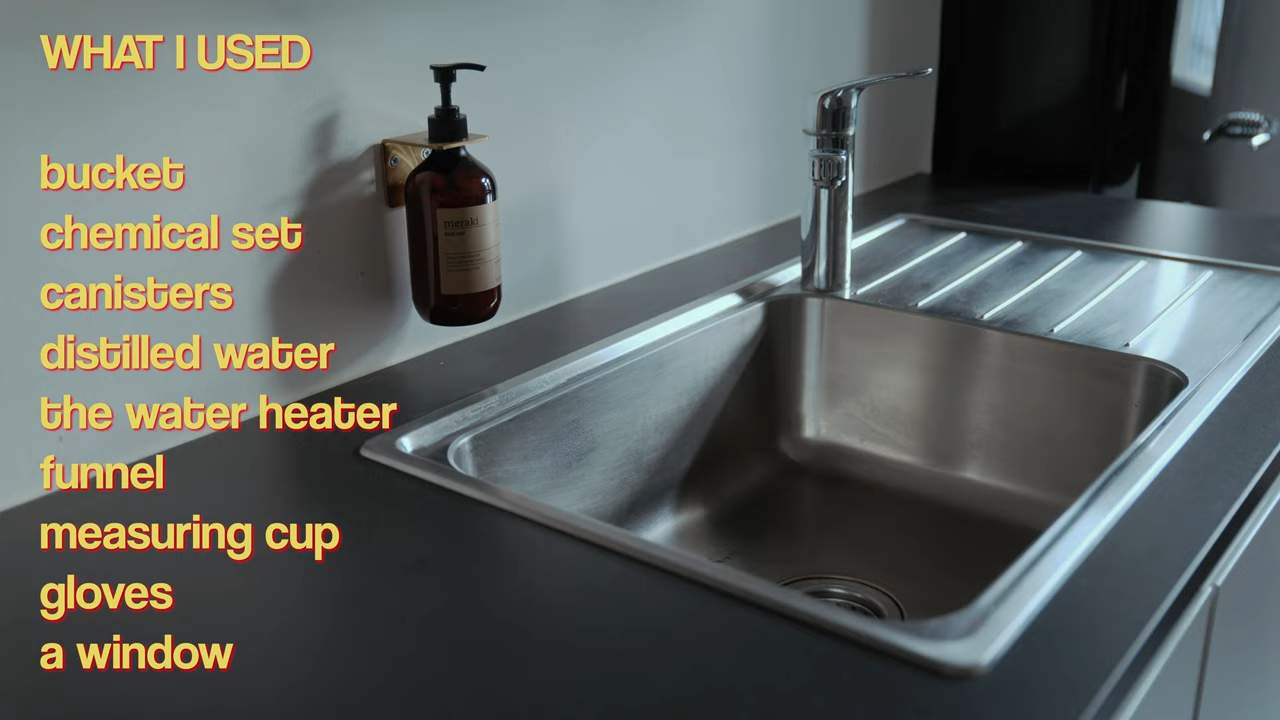 WHAT I USED
bucket
chemical set
canisters
distilled water
the water heater
funnel
measuring cup
gloves
a window
meraki